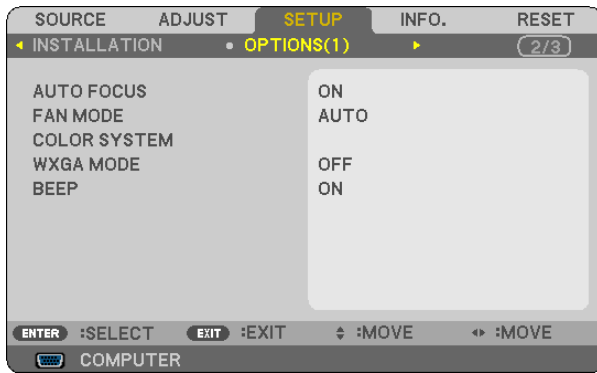 SOURCE ADJUST SETUP INFO. RESET
INSTALLATION OPTIONS(1) 2/3
AUTO FOCUS ON
FAN MODE AUTO
COLOR SYSTEM
WXGA MODE OFF
BEEP ON
ENTER :SELECT EXIT :EXIT :MOVE :MOVE
COMPUTER